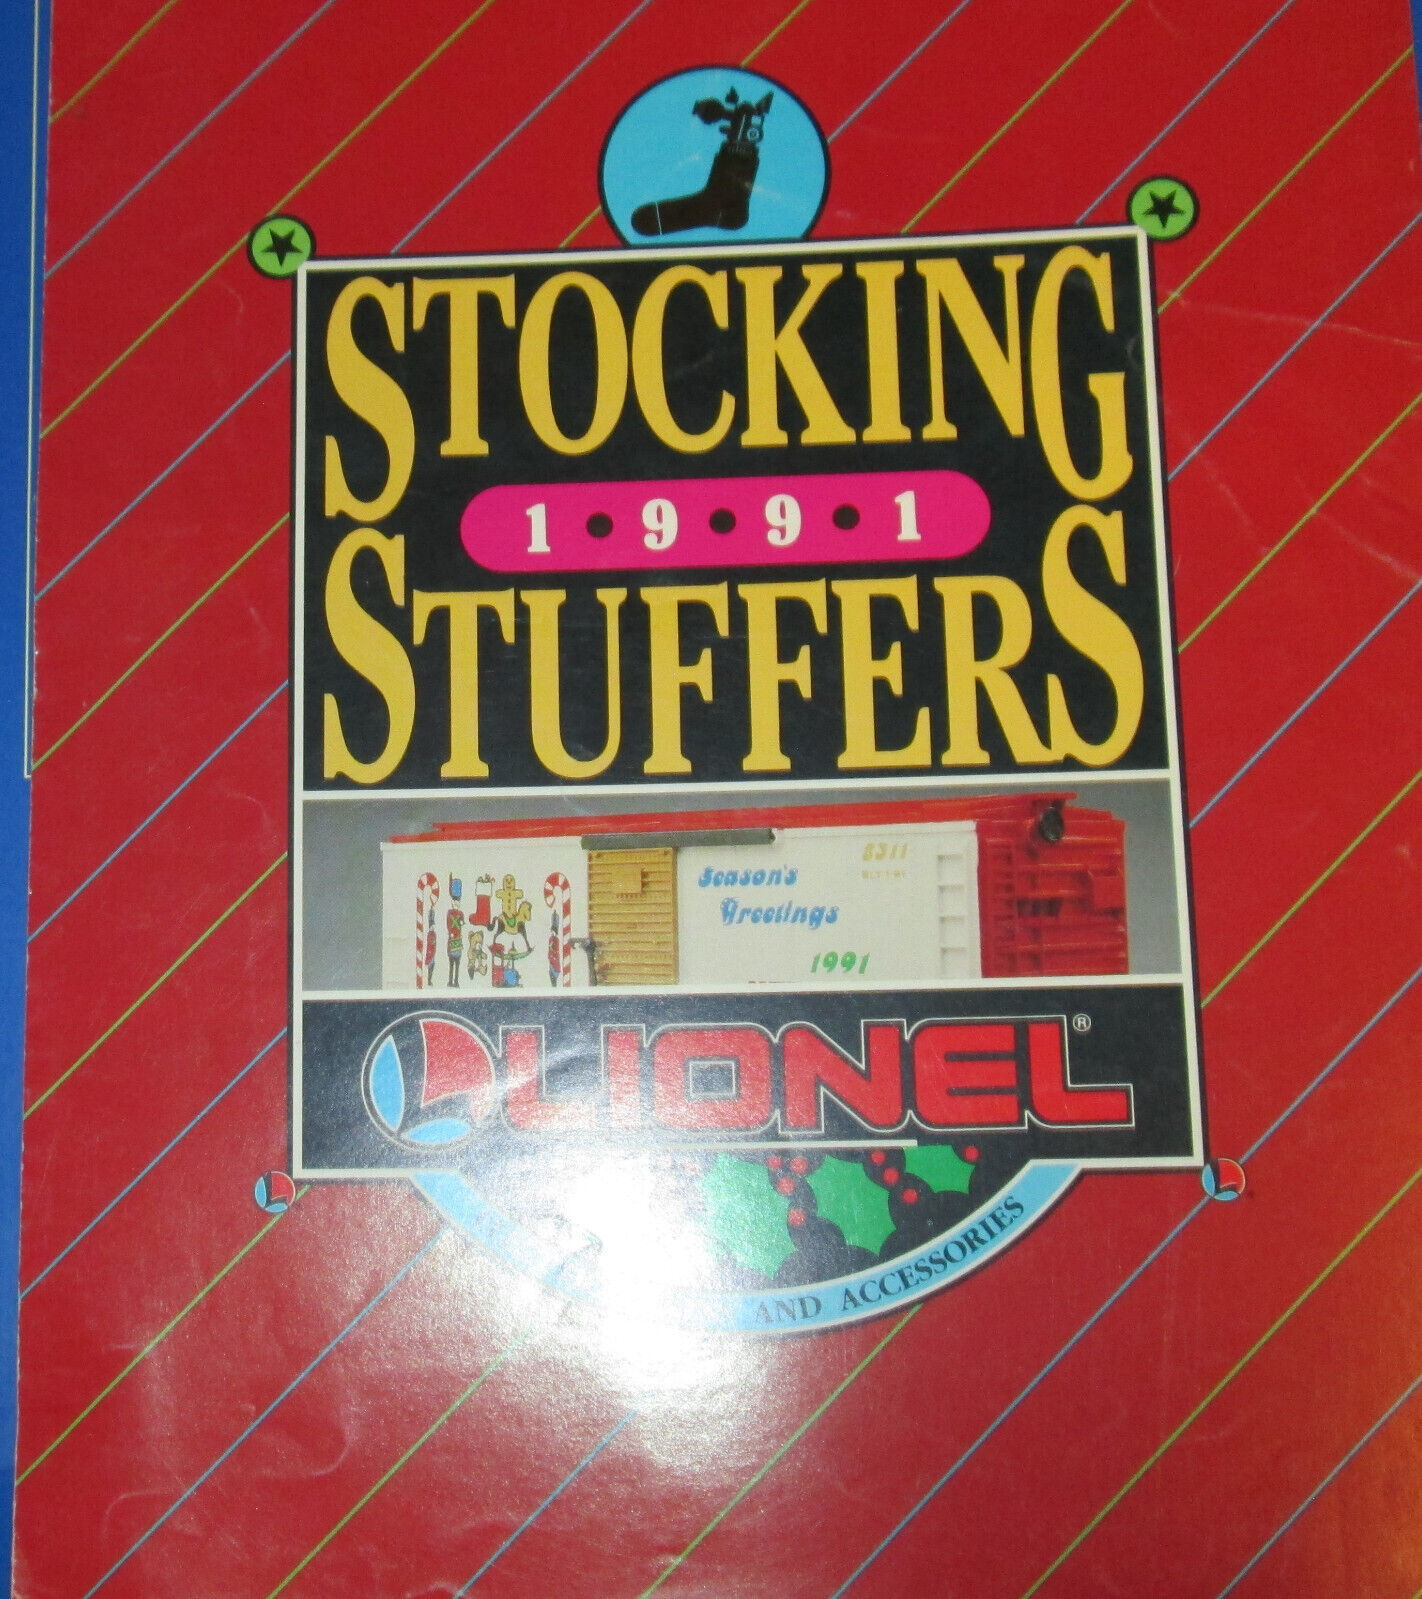 STOCKING
1•9•9•1
STUFFERS
8311
Season's
Greetings
1991
LIONEL®
AND ACCESSORIES